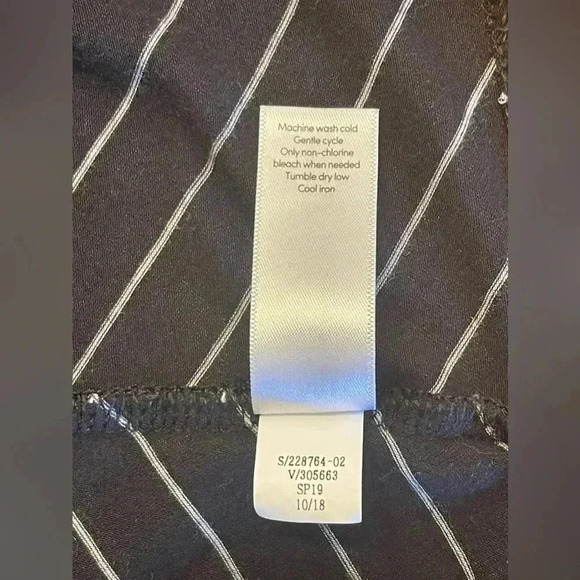 Machine wash cold
Gentle cycle
Only non-chlorine
bleach when needed
Tumble dry low
Cool iron
S/228764-02
V/305663
SP19
10/18